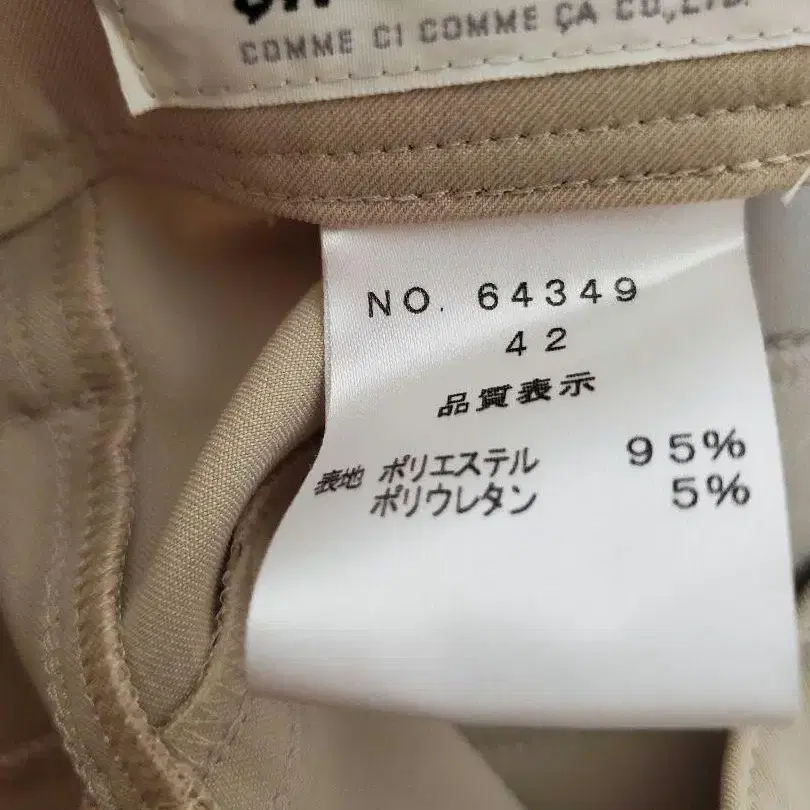 COMME CI COMME ÇA CO.,LTD.
NO. 64349
42
品質表示
表地 ポリエステル 95%
ポリウレタン 5%